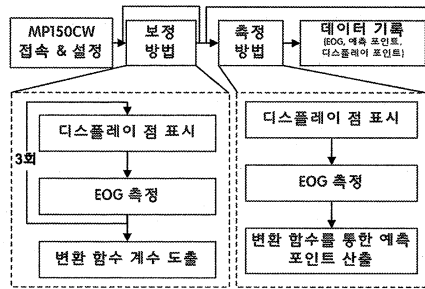 MP150CW
접속 & 설정
보정
방법
측정
방법
데이터 기록
(EOG, 예측 포인트,
디스플레이 포인트)
3회
디스플레이 점 표시
EOG 측정
변환 함수 계수 도출
디스플레이 점 표시
EOG 측정
변환 함수를 통한 예측
포인트 산출